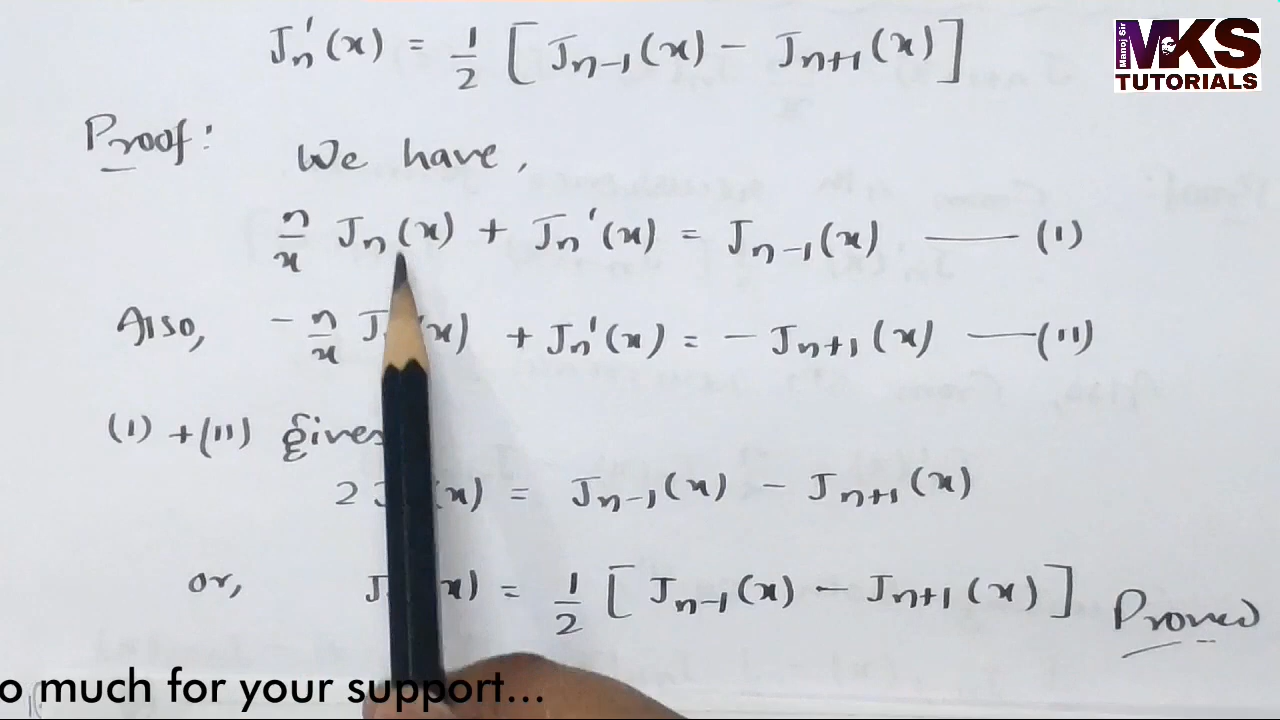 Jₙ'(x) = 1/2 [Jₙ₋₁(x) − Jₙ₊₁(x)]
Manoj Sir
MKS
TUTORIALS
Proof: We have,
n/x Jₙ(x) + Jₙ'(x) = Jₙ₋₁(x) —— (I)
Also, −n/x J (x) + Jₙ'(x) = − Jₙ₊₁(x) —— (II)
(I) + (II) gives
2 J (x) = Jₙ₋₁(x) − Jₙ₊₁(x)
or, J (x) = 1/2 [Jₙ₋₁(x) − Jₙ₊₁(x)] Proved
o much for your support...